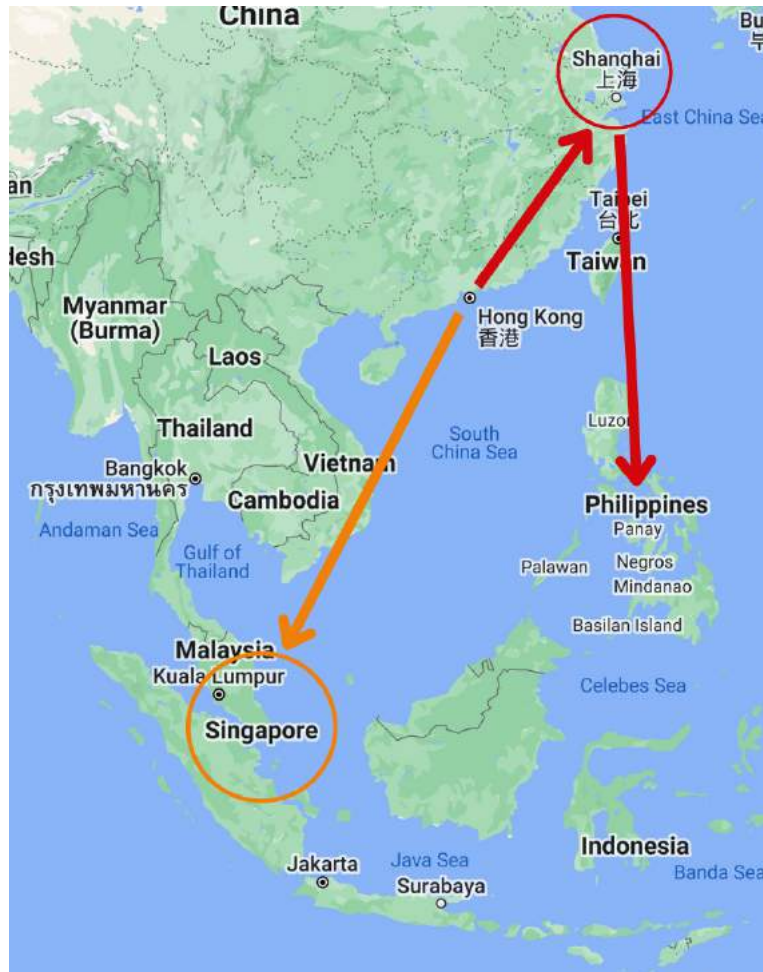 China
Bu
부
Shanghai
上海
East China Sea
an
Taipei
台北
desh
Taiwan
Myanmar
(Burma)
Hong Kong
香港
Laos
Thailand
Luzon
South
China Sea
Bangkok
กรุงเทพมหานคร
Vietnam
Cambodia
Philippines
Panay
Andaman Sea
Gulf of
Thailand
Palawan
Negros
Mindanao
Basilan Island
Malaysia
Kuala Lumpur
Celebes Sea
Singapore
Indonesia
Jakarta
Java Sea
Banda Sea
Surabaya